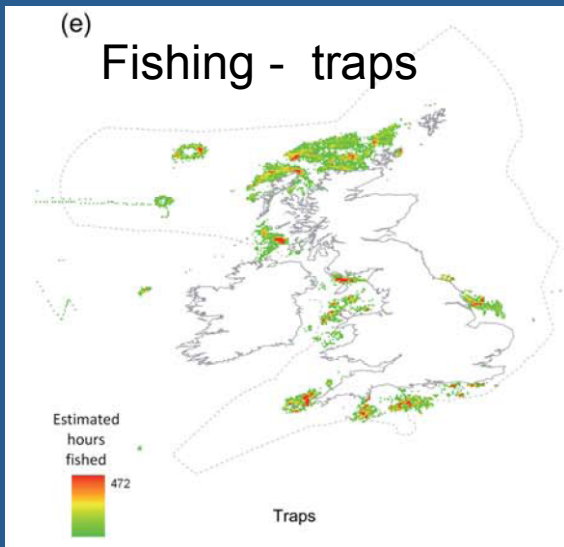 (e)
Fishing - traps
Estimated
hours
fished
472
Traps